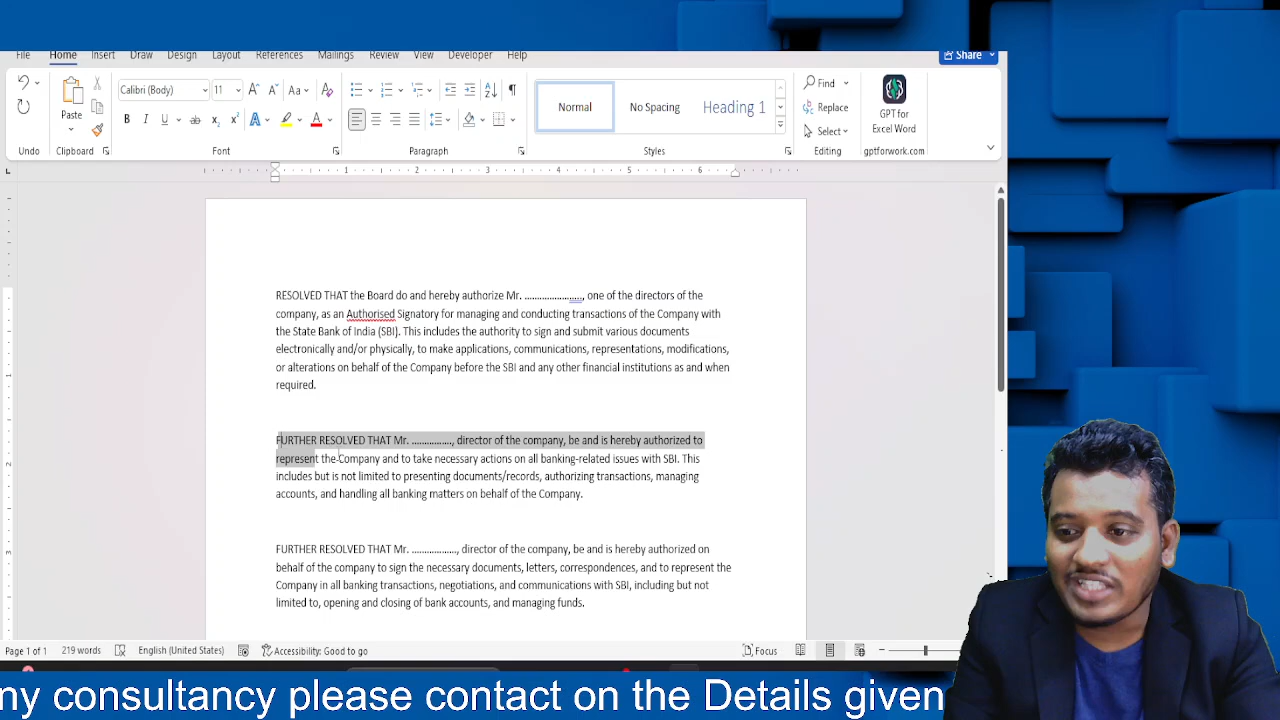 File Home Insert Draw Design Layout References Mailings Review View Developer Help Share
Calibri (Body) 11 Aa Find
Paste Normal No Spacing Heading 1 Replace GPT for
B I U ab x₂ x² A A Select Excel Word
Undo Clipboard Font Paragraph Styles Editing gptforwork.com
1 2 3 4 5 6
RESOLVED THAT the Board do and hereby authorize Mr. ......................, one of the directors of the
company, as an Authorised Signatory for managing and conducting transactions of the Company with
the State Bank of India (SBI). This includes the authority to sign and submit various documents
electronically and/or physically, to make applications, communications, representations, modifications,
or alterations on behalf of the Company before the SBI and any other financial institutions as and when
required.
FURTHER RESOLVED THAT Mr. ................, director of the company, be and is hereby authorized to
represent the Company and to take necessary actions on all banking-related issues with SBI. This
includes but is not limited to presenting documents/records, authorizing transactions, managing
accounts, and handling all banking matters on behalf of the Company.
FURTHER RESOLVED THAT Mr. .................., director of the company, be and is hereby authorized on
behalf of the company to sign the necessary documents, letters, correspondences, and to represent the
Company in all banking transactions, negotiations, and communications with SBI, including but not
limited to, opening and closing of bank accounts, and managing funds.
Page 1 of 1 219 words English (United States) Accessibility: Good to go Focus
ny consultancy please contact on the Details given